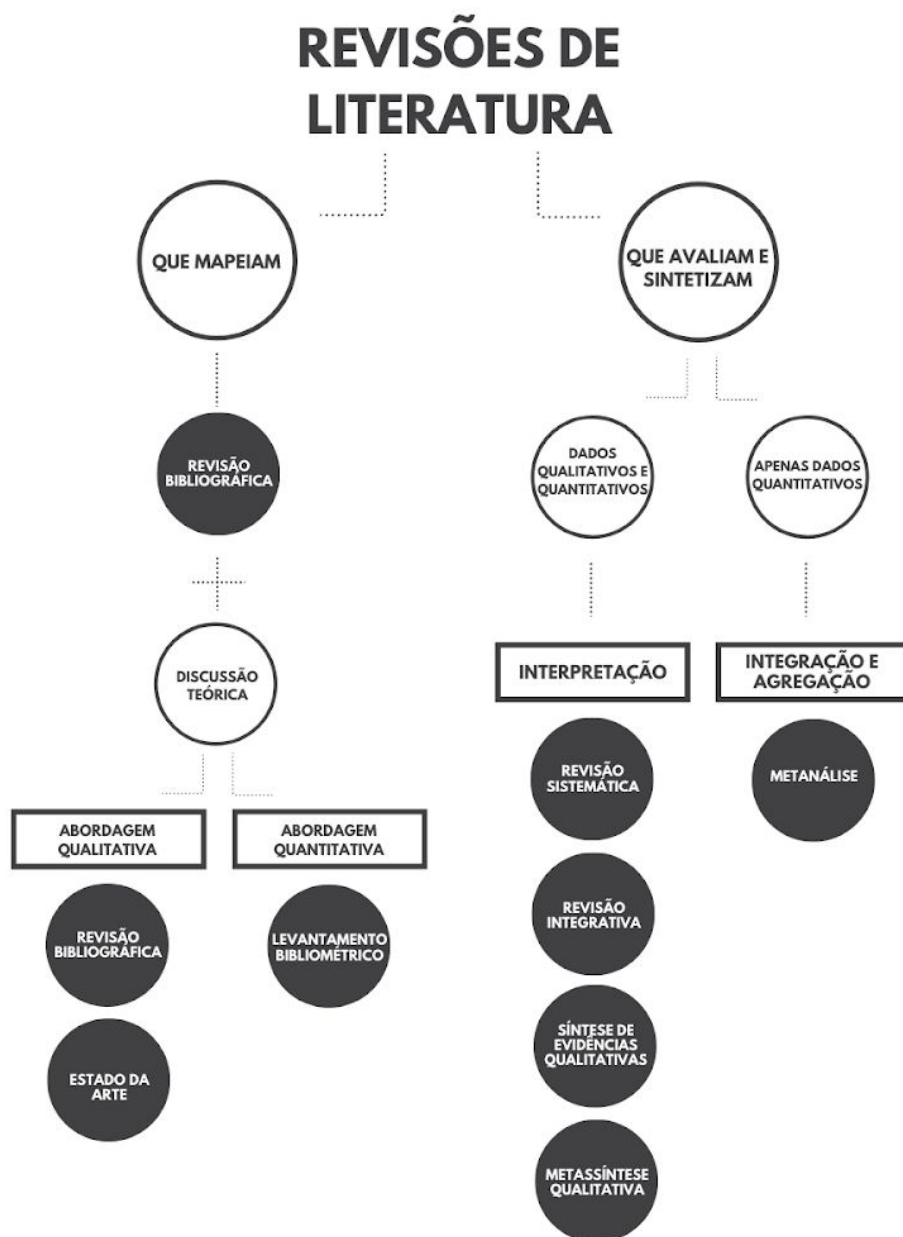 REVISÕES DE
LITERATURA
QUE MAPEIAM
REVISÃO
BIBLIOGRÁFICA
DISCUSSÃO
TEÓRICA
ABORDAGEM
QUALITATIVA
REVISÃO
BIBLIOGRÁFICA
ESTADO DA
ARTE
ABORDAGEM
QUANTITATIVA
LEVANTAMENTO
BIBLIOMÉTRICO
QUE AVALIAM E
SINTETIZAM
DADOS
QUALITATIVOS E
QUANTITATIVOS
INTERPRETAÇÃO
REVISÃO
SISTEMÁTICA
REVISÃO
INTEGRATIVA
SÍNTESE DE
EVIDÊNCIAS
QUALITATIVAS
METASSÍNTESE
QUALITATIVA
APENAS DADOS
QUANTITATIVOS
INTEGRAÇÃO E
AGREGAÇÃO
METANÁLISE